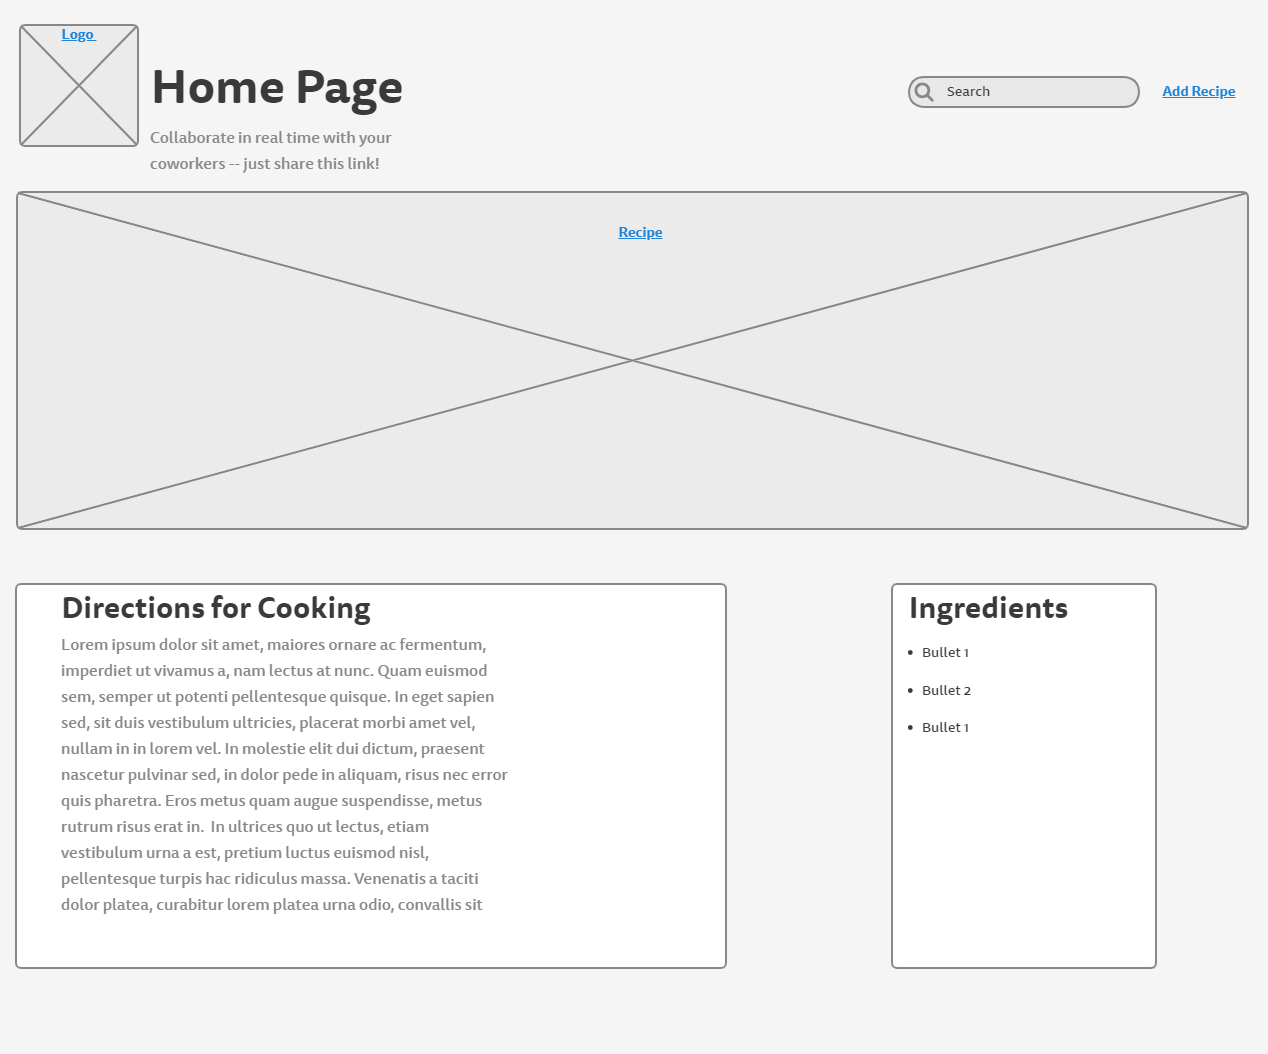 Logo
Home Page
Search
Add Recipe
Collaborate in real time with your
coworkers -- just share this link!
Recipe
Directions for Cooking
Lorem ipsum dolor sit amet, maiores ornare ac fermentum,
imperdiet ut vivamus a, nam lectus at nunc. Quam euismod
sem, semper ut potenti pellentesque quisque. In eget sapien
sed, sit duis vestibulum ultricies, placerat morbi amet vel,
nullam in in lorem vel. In molestie elit dui dictum, praesent
nascetur pulvinar sed, in dolor pede in aliquam, risus nec error
quis pharetra. Eros metus quam augue suspendisse, metus
rutrum risus erat in.  In ultrices quo ut lectus, etiam
vestibulum urna a est, pretium luctus euismod nisl,
pellentesque turpis hac ridiculus massa. Venenatis a taciti
dolor platea, curabitur lorem platea urna odio, convallis sit
Ingredients
• Bullet 1
• Bullet 2
• Bullet 1